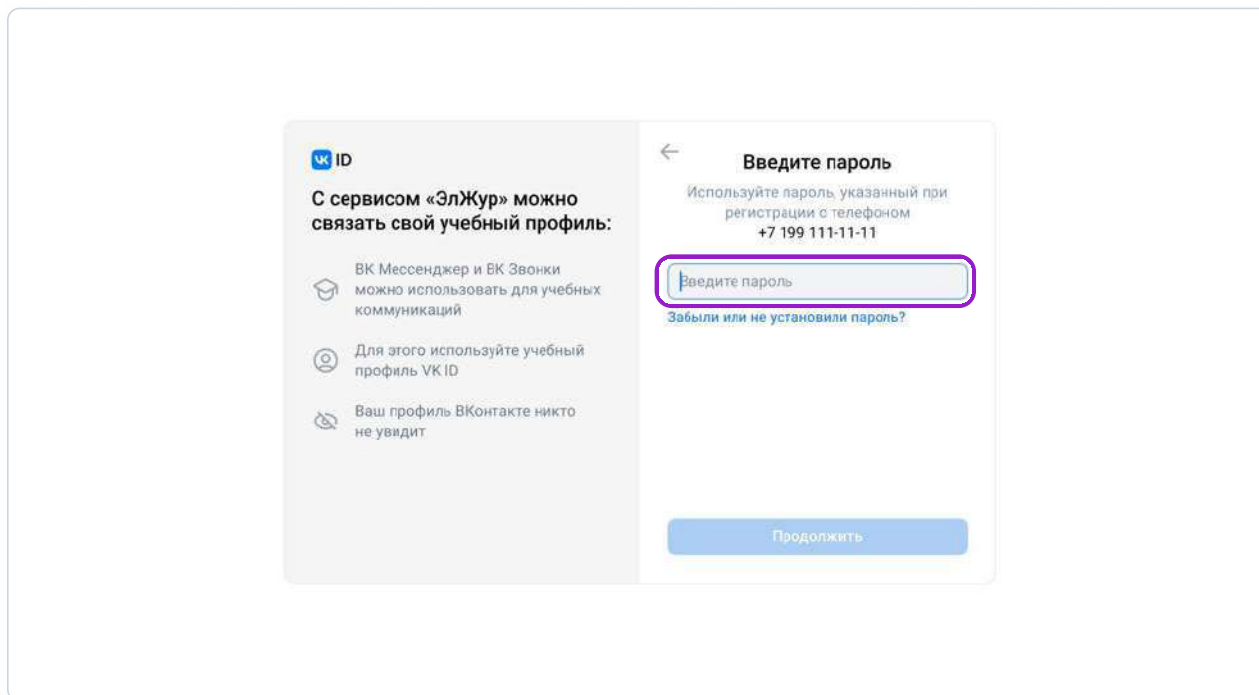 VK ID
С сервисом «ЭлЖур» можно
связать свой учебный профиль:
ВК Мессенджер и ВК Звонки
можно использовать для учебных
коммуникаций
Для этого используйте учебный
профиль VK ID
Ваш профиль ВКонтакте никто
не увидит
Введите пароль
Используйте пароль, указанный при
регистрации с телефоном
+7 199 111-11-11
Введите пароль
Забыли или не установили пароль?
Продолжить